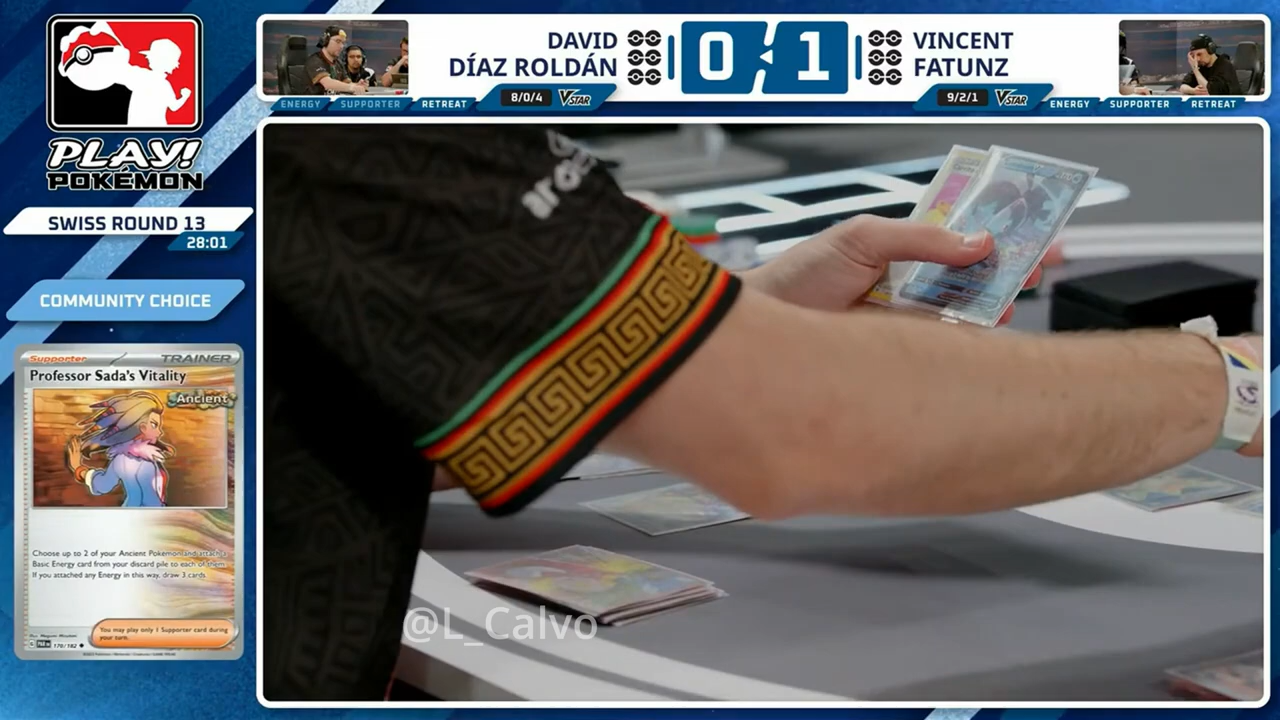 DAVID
DÍAZ ROLDÁN
0 1
VINCENT
FATUNZ
ENERGY SUPPORTER RETREAT
8/0/4 VSTAR
9/2/1 VSTAR
ENERGY SUPPORTER RETREAT
PLAY!
POKÉMON
SWISS ROUND 13
28:01
COMMUNITY CHOICE
Supporter TRAINER
Professor Sada's Vitality
Ancient
Choose up to 2 of your Ancient Pokémon and attach a
Basic Energy card from your discard pile to each of them.
If you attached any Energy in this way, draw 3 cards.
You may play only 1 Supporter card during
your turn.
170/182
@L_Calvo